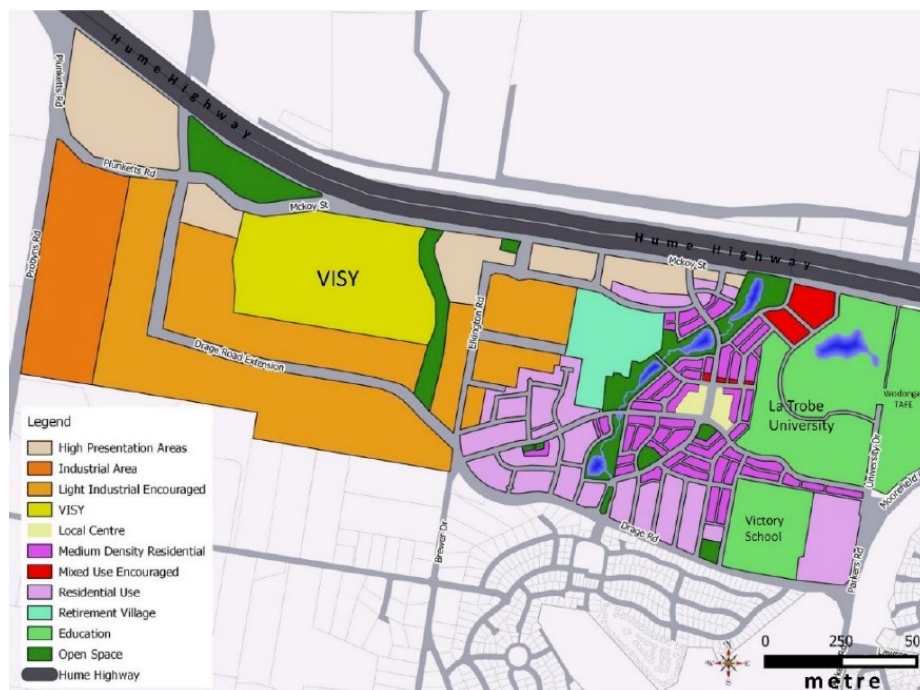 Hume Highway
Plunketts Rd
Plunketts Rd
Mckoy St
Hume Highway
Mckoy St
Probyns Rd
VISY
Elkington Rd
Drage Road Extension
Wodonga
TAFE
La Trobe
University
University Dr
Victory
School
Drage Rd
Brewer Dr
Parkers Rd
Legend
High Presentation Areas
Industrial Area
Light Industrial Encouraged
VISY
Local Centre
Medium Density Residential
Mixed Use Encouraged
Residential Use
Retirement Village
Education
Open Space
Hume Highway
0 250 50
metre